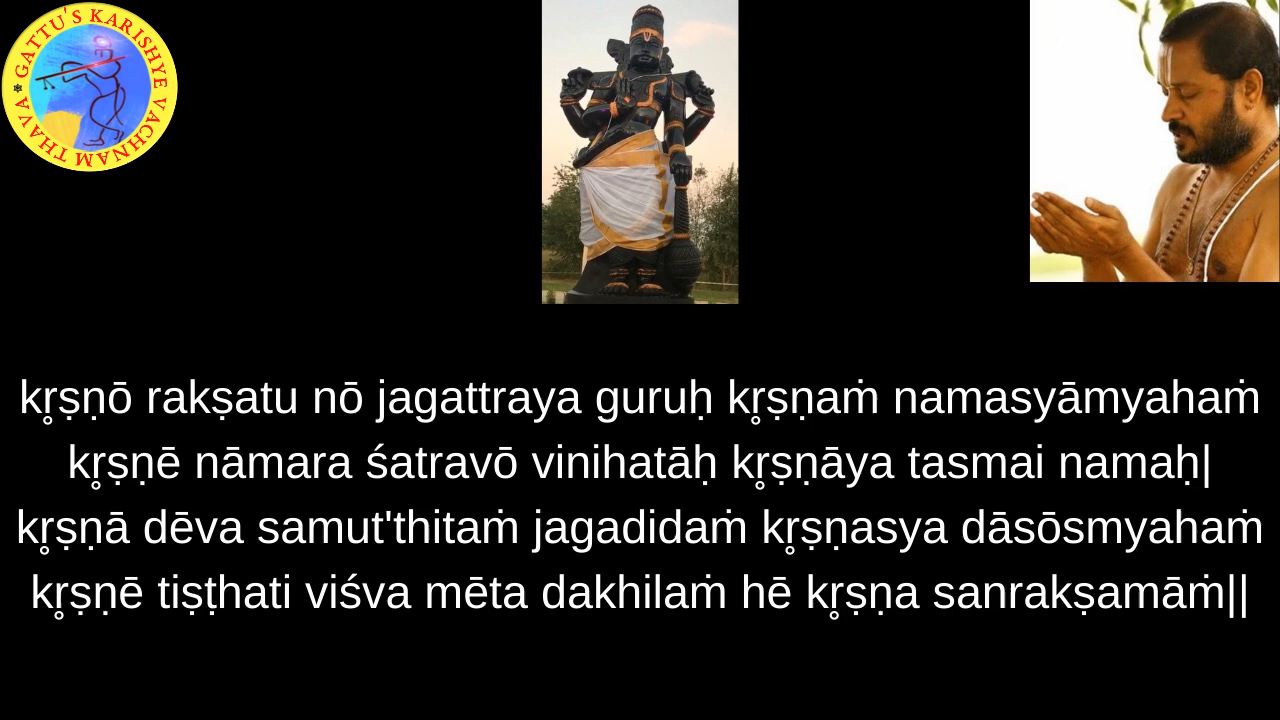 GATTU'S KARISHYE VACHNAM THAVA
kr̥ṣṇō rakṣatu nō jagattraya guruḥ kr̥ṣṇaṁ namasyāmyahaṁ
kr̥ṣṇē nāmara śatravō vinihatāḥ kr̥ṣṇāya tasmai namaḥ|
kr̥ṣṇā dēva samut'thitaṁ jagadidaṁ kr̥ṣṇasya dāsōsmyahaṁ
kr̥ṣṇē tiṣṭhati viśva mēta dakhilaṁ hē kr̥ṣṇa sanrakṣamāṁ||